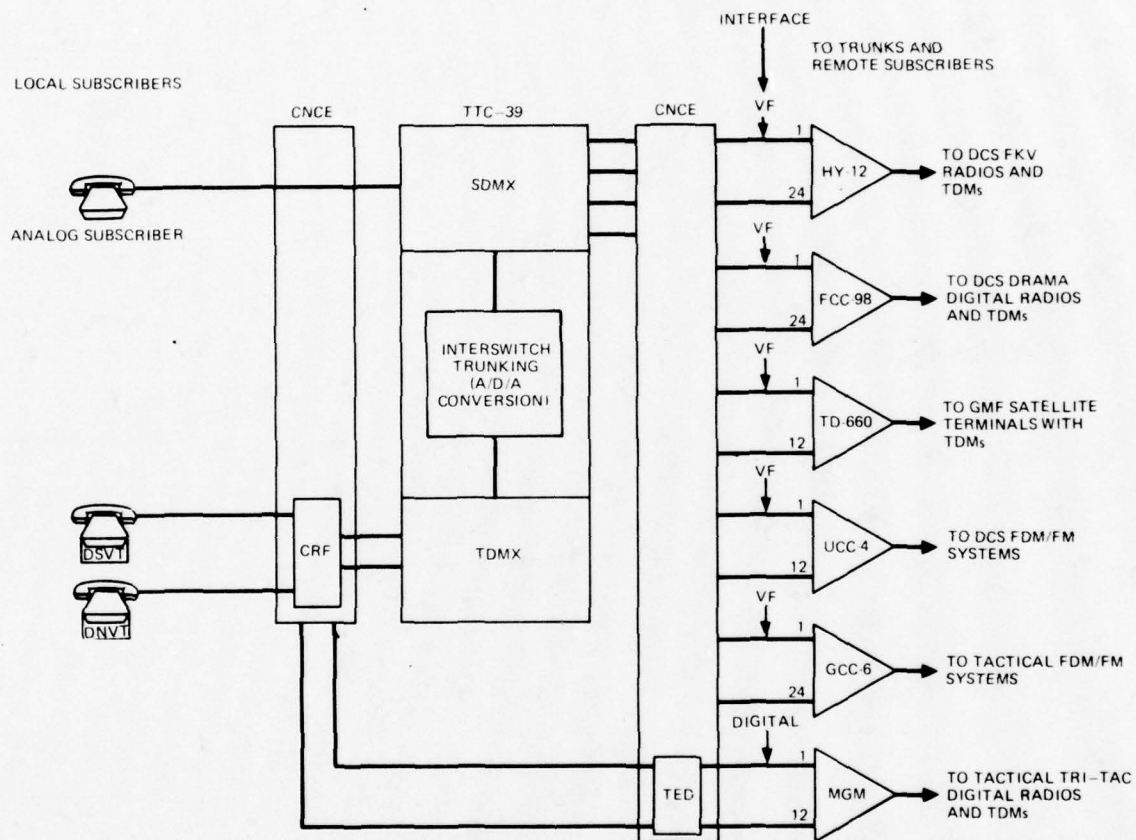 INTERFACE
TO TRUNKS AND
REMOTE SUBSCRIBERS
LOCAL SUBSCRIBERS
CNCE
TTC-39
CNCE
VF
1
HY-12
24
TO DCS FKV
RADIOS AND
TDMs
SDMX
ANALOG SUBSCRIBER
VF
1
FCC-98
24
TO DCS DRAMA
DIGITAL RADIOS
AND TDMs
INTERSWITCH
TRUNKING
(A/D/A
CONVERSION)
VF
1
TD-660
12
TO GMF SATELLITE
TERMINALS WITH
TDMs
VF
1
UCC-4
12
TO DCS FDM/FM
SYSTEMS
DSVT
CRF
TDMX
DNVT
VF
1
GCC-6
24
TO TACTICAL FDM/FM
SYSTEMS
DIGITAL
1
TED
MGM
12
TO TACTICAL TRI-TAC
DIGITAL RADIOS
AND TDMs